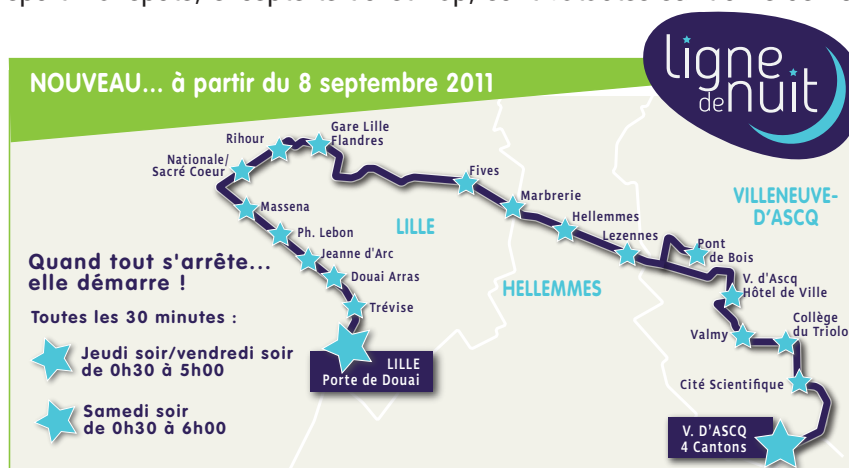 NOUVEAU... à partir du 8 septembre 2011
ligne
de nuit
Gare Lille
Flandres
Rihour
Nationale/
Sacré Coeur
Fives
Marbrerie
Massena
VILLENEUVE-
D'ASCQ
Hellemmes
LILLE
Ph. Lebon
Lezennes
Pont
de Bois
Jeanne d'Arc
Quand tout s'arrête...
elle démarre !
Douai Arras
HELLEMMES
V. d'Ascq
Hôtel de Ville
Trévise
Toutes les 30 minutes :
Collège
du Triolo
Valmy
Jeudi soir/vendredi soir
de 0h30 à 5h00
LILLE
Porte de Douai
Cité Scientifique
Samedi soir
de 0h30 à 6h00
V. D'ASCQ
4 Cantons